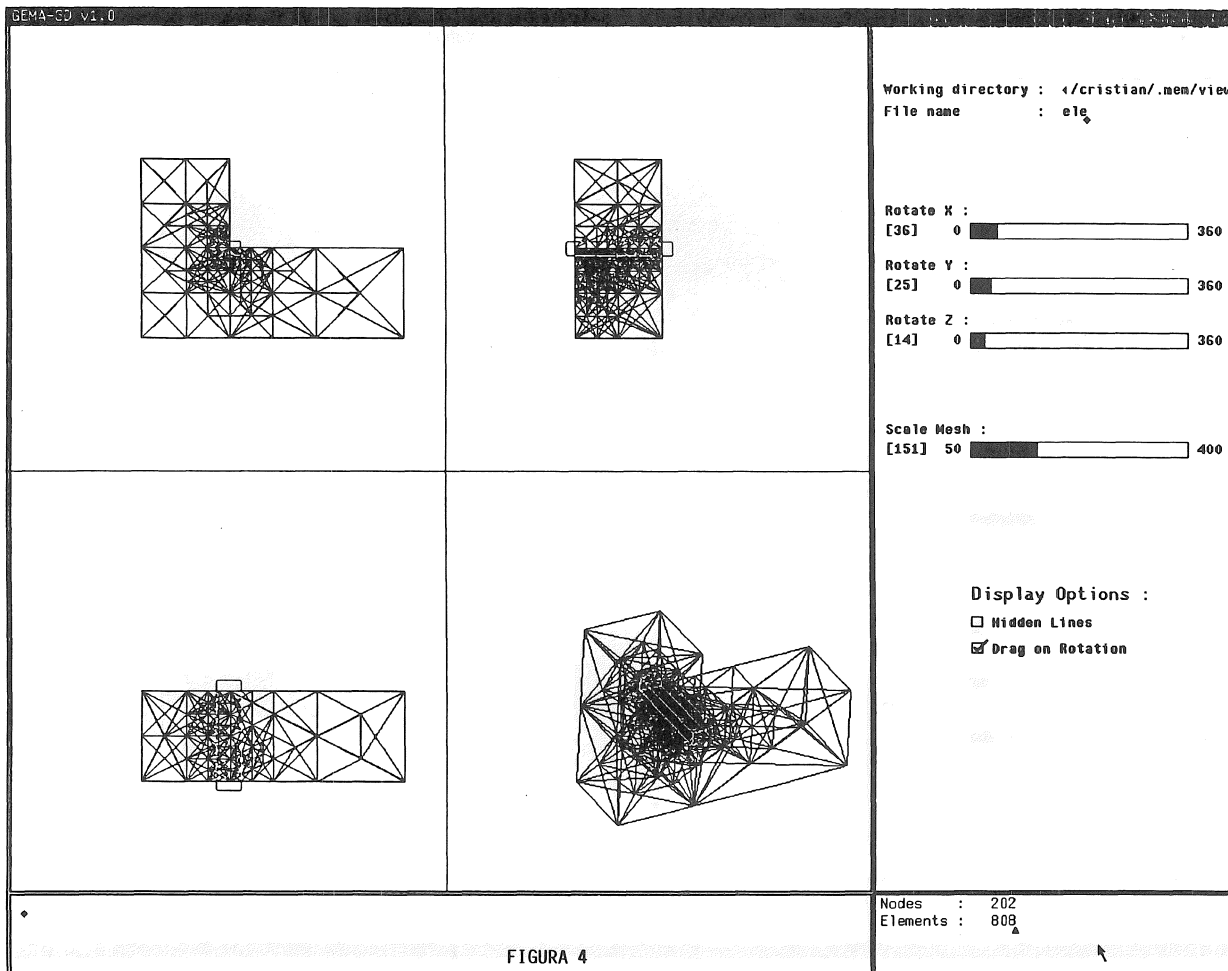 GEMA-3D v1.0
Working directory : </cristian/.mem/view
File name : ele
Rotate X :
[36] 0 360
Rotate Y :
[25] 0 360
Rotate Z :
[14] 0 360
Scale Mesh :
[151] 50 400
Display Options :
Hidden Lines
Drag on Rotation
Nodes : 202
Elements : 808
FIGURA 4